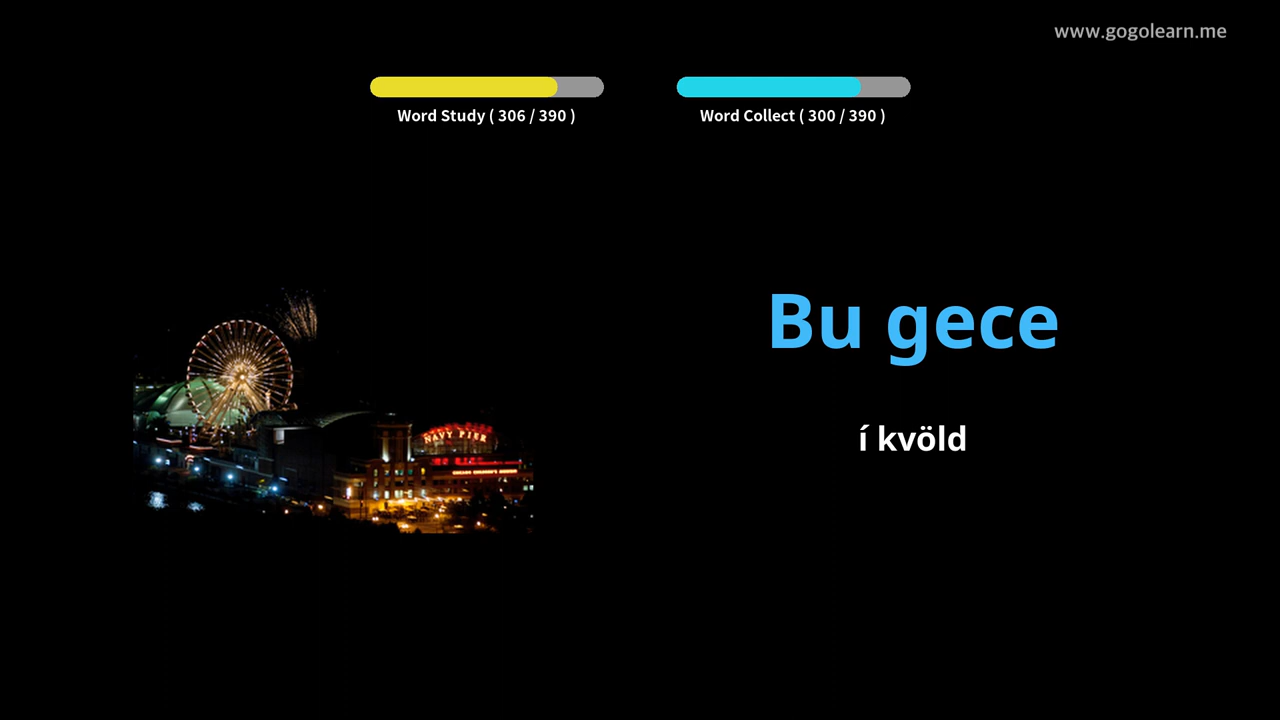 www.gogolearn.me
Word Study ( 306 / 390 )
Word Collect ( 300 / 390 )
Bu gece
í kvöld
NAVY PIER